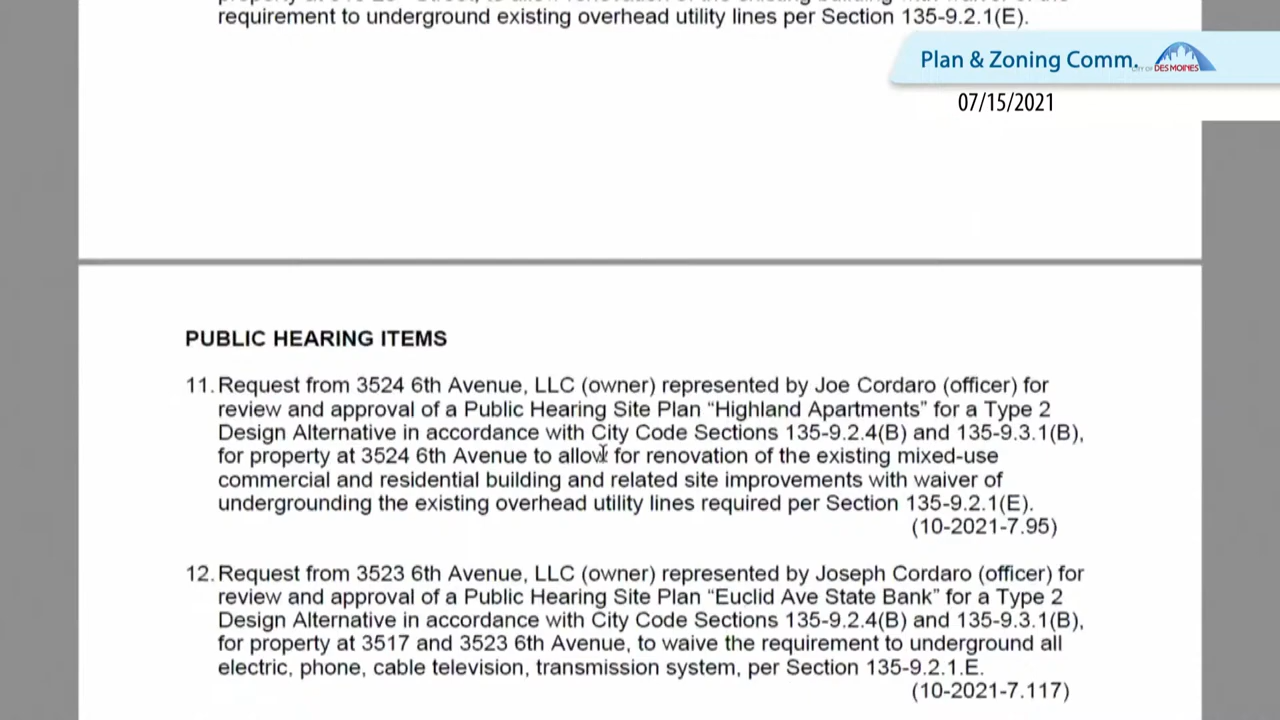 requirement to underground existing overhead utility lines per Section 135-9.2.1(E).
Plan & Zoning Comm.
CITY OF DES MOINES
07/15/2021
PUBLIC HEARING ITEMS
11. Request from 3524 6th Avenue, LLC (owner) represented by Joe Cordaro (officer) for
review and approval of a Public Hearing Site Plan “Highland Apartments” for a Type 2
Design Alternative in accordance with City Code Sections 135-9.2.4(B) and 135-9.3.1(B),
for property at 3524 6th Avenue to allow for renovation of the existing mixed-use
commercial and residential building and related site improvements with waiver of
undergrounding the existing overhead utility lines required per Section 135-9.2.1(E).
(10-2021-7.95)
12. Request from 3523 6th Avenue, LLC (owner) represented by Joseph Cordaro (officer) for
review and approval of a Public Hearing Site Plan “Euclid Ave State Bank” for a Type 2
Design Alternative in accordance with City Code Sections 135-9.2.4(B) and 135-9.3.1(B),
for property at 3517 and 3523 6th Avenue, to waive the requirement to underground all
electric, phone, cable television, transmission system, per Section 135-9.2.1.E.
(10-2021-7.117)